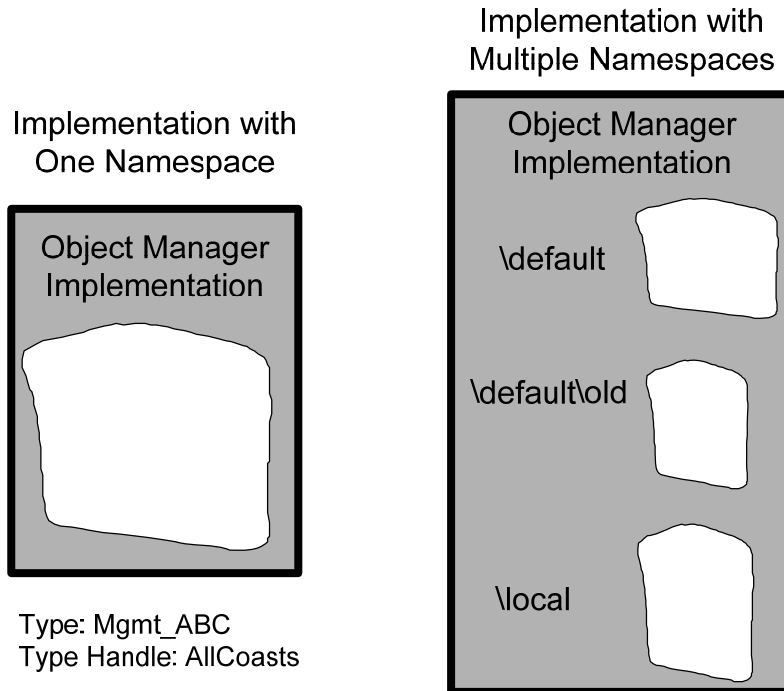 Implementation with
One Namespace
Object Manager
Implementation
Type: Mgmt_ABC
Type Handle: AllCoasts
Implementation with
Multiple Namespaces
Object Manager
Implementation
\default
\default\old
\local